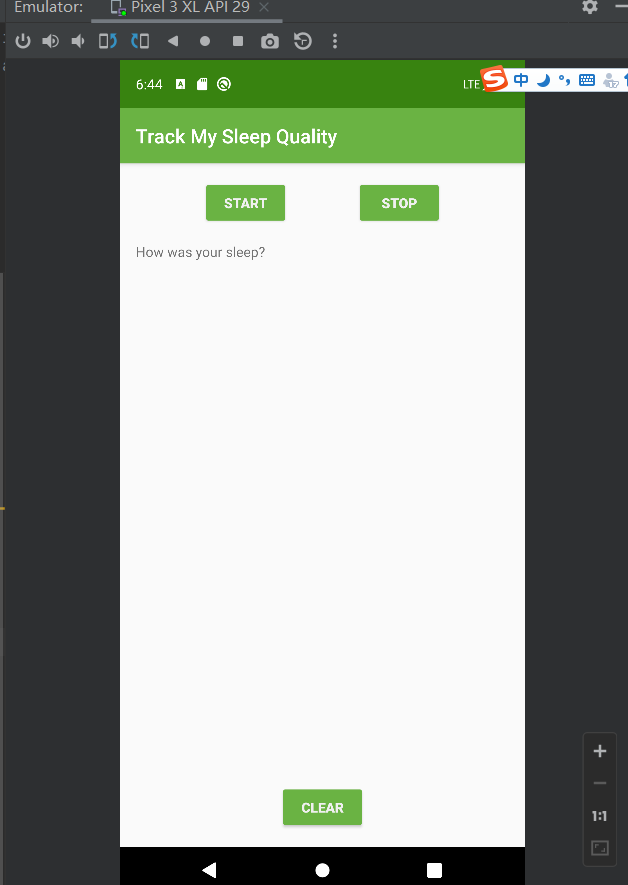 Emulator: Pixel 3 XL API 29
6:44 A LTE
S 中
17
Track My Sleep Quality
START STOP
How was your sleep?
CLEAR
1:1